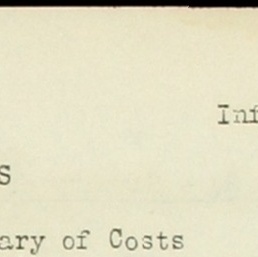 Inf
s
ary of Costs